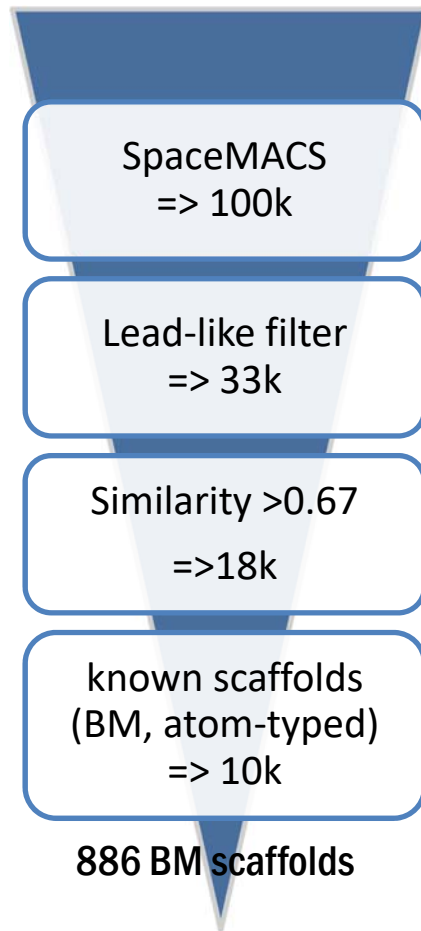 SpaceMACS
=> 100k
Lead-like filter
=> 33k
Similarity >0.67
=>18k
known scaffolds
(BM, atom-typed)
=> 10k
886 BM scaffolds